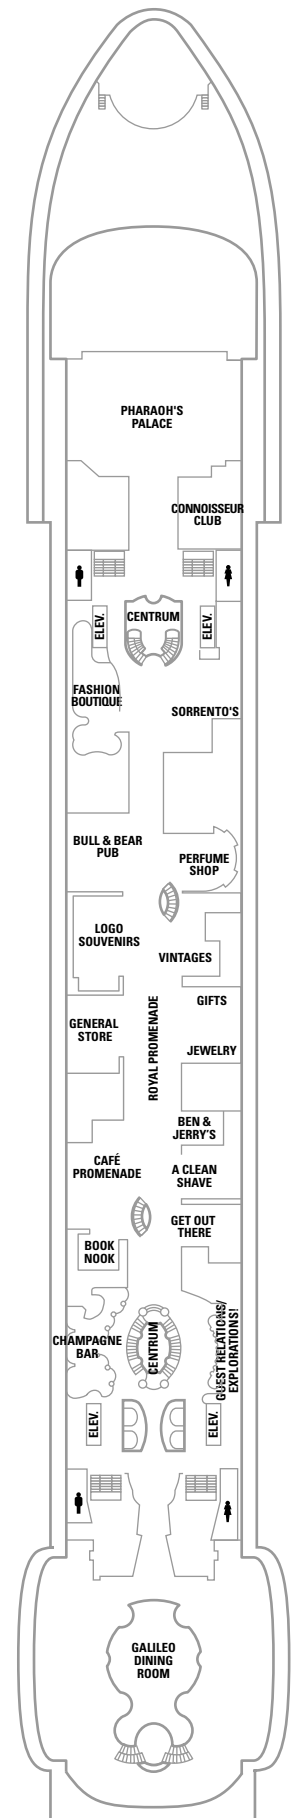 PHARAOH'S
PALACE
CONNOISSEUR
CLUB
ELEV.
CENTRUM
ELEV.
FASHION
BOUTIQUE
SORRENTO'S
BULL & BEAR
PUB
PERFUME
SHOP
LOGO
SOUVENIRS
VINTAGES
GIFTS
GENERAL
STORE
ROYAL PROMENADE
JEWELRY
BEN &
JERRY'S
CAFÉ
PROMENADE
A CLEAN
SHAVE
GET OUT
THERE
BOOK
NOOK
CHAMPAGNE
BAR
CENTRUM
GUEST RELATIONS/
EXPLORATIONS!
ELEV.
ELEV.
GALILEO
DINING
ROOM